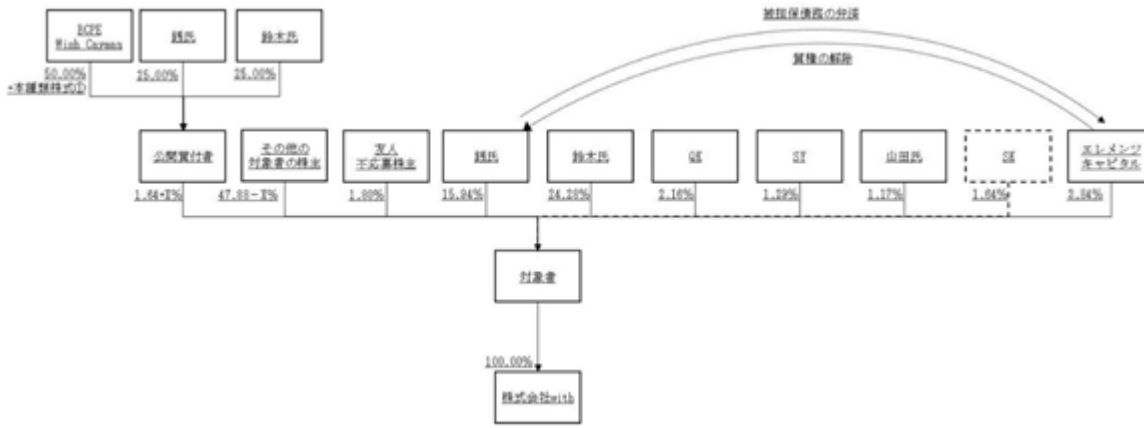 被担保債務の弁済
質権の解除
BCPE
Wish Cayman
銭氏
鈴木氏
50.00%
+本種類株式①
25.00%
25.00%
公開買付者
その他の
対象者の株主
友人
不応募株主
銭氏
鈴木氏
QK
SY
山田氏
SK
エレメンツ
キャピタル
1.64+X%
47.88-X%
1.80%
15.94%
24.28%
2.16%
1.29%
1.17%
1.64%
3.84%
対象者
100.00%
株式会社with